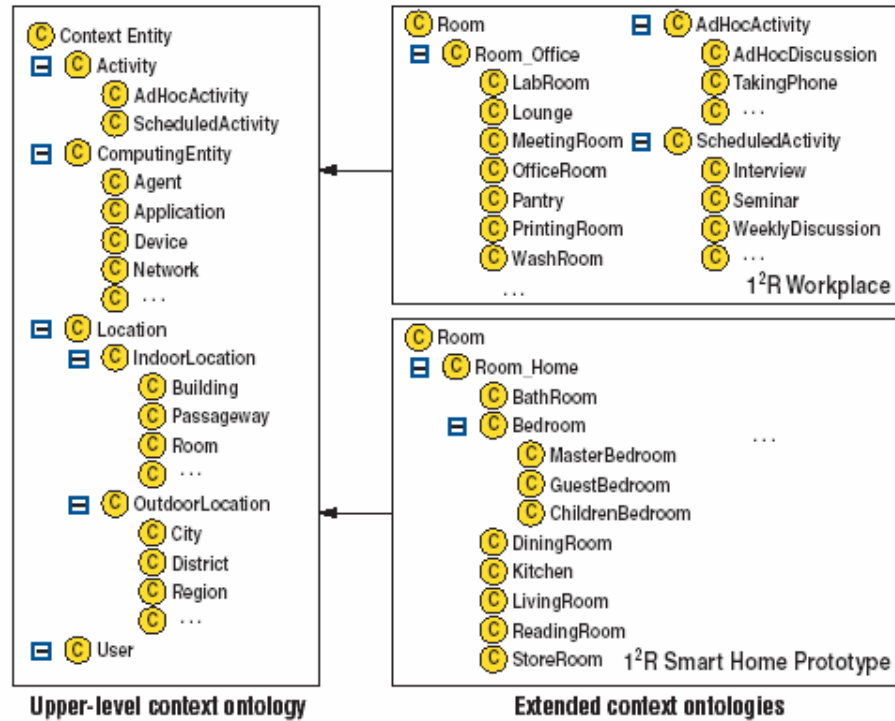 Context Entity
Activity
AdHocActivity
ScheduledActivity
ComputingEntity
Agent
Application
Device
Network
...
Location
IndoorLocation
Building
Passageway
Room
...
OutdoorLocation
City
District
Region
...
User
Upper-level context ontology
Room
Room_Office
LabRoom
Lounge
MeetingRoom
OfficeRoom
Pantry
PrintingRoom
WashRoom
...
AdHocActivity
AdHocDiscussion
TakingPhone
...
ScheduledActivity
Interview
Seminar
WeeklyDiscussion
...
1²R Workplace
Room
Room_Home
BathRoom
Bedroom
MasterBedroom
GuestBedroom
ChildrenBedroom
DiningRoom
Kitchen
LivingRoom
ReadingRoom
StoreRoom
...
1²R Smart Home Prototype
Extended context ontologies